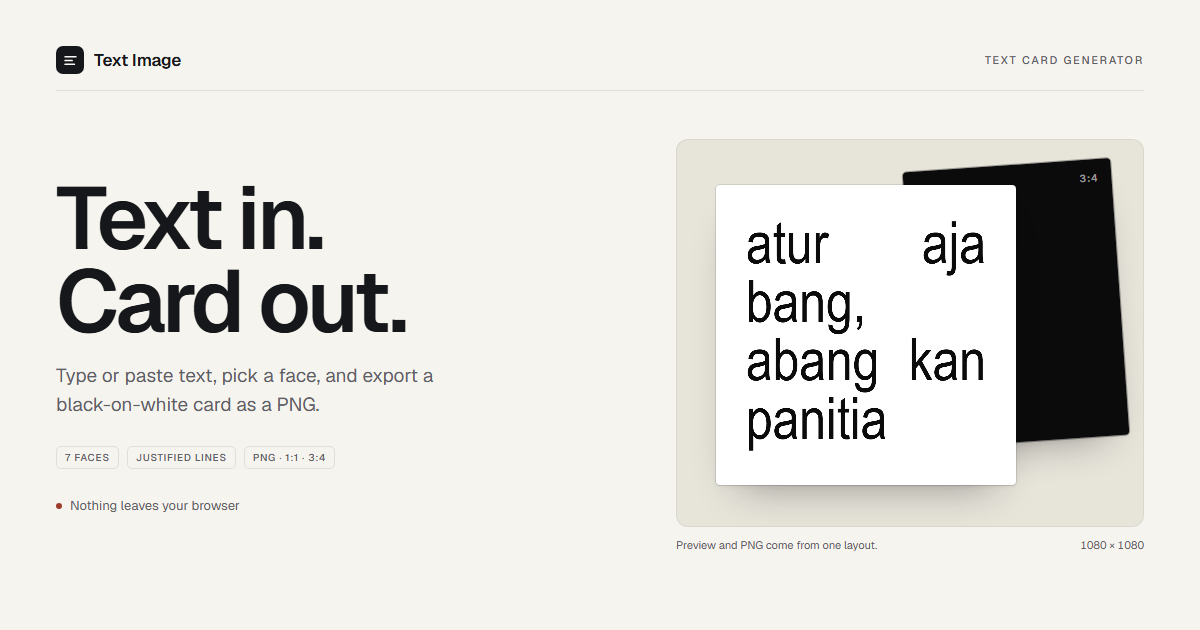 Text Image
TEXT CARD GENERATOR
Text in.
Card out.
Type or paste text, pick a face, and export a
black-on-white card as a PNG.
7 FACES
JUSTIFIED LINES
PNG · 1:1 · 3:4
Nothing leaves your browser
3:4
atur aja
bang,
abang kan
panitia
Preview and PNG come from one layout.
1080 × 1080